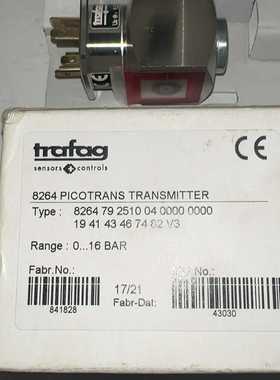 trafag
sensors controls
CE
8264 PICOTRANS TRANSMITTER
Type : 8264 79 2510 04 0000 0000
19 41 43 46 74 82 V3
Range : 0...16 BAR
Fabr.No.:
17/21
841828
Fabr-Dat:
43030